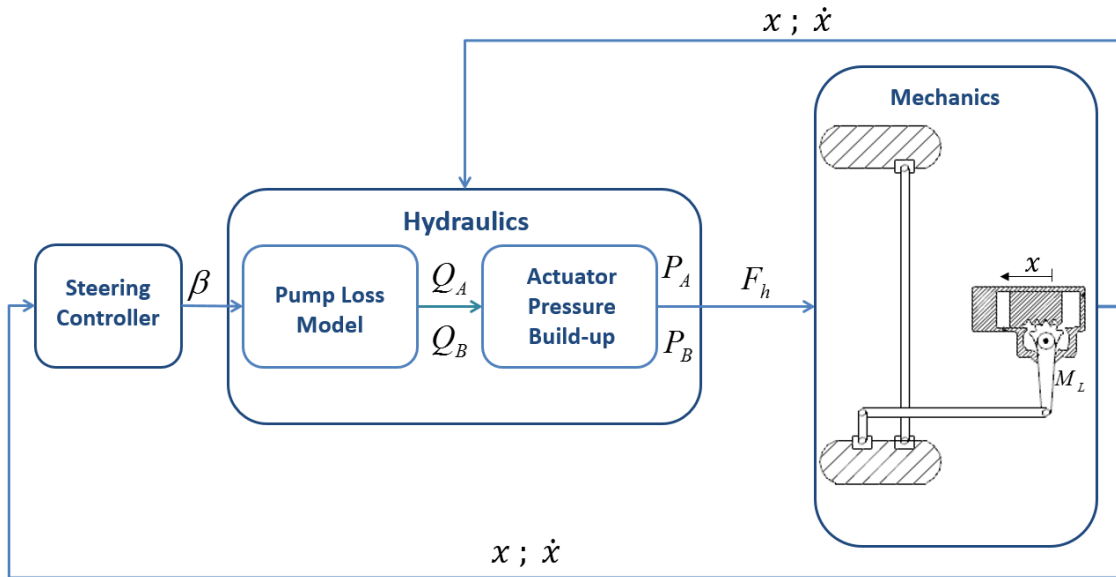 x ; ẋ
Mechanics
Hydraulics
Steering
Controller
β
Pump Loss
Model
Q_A
Q_B
Actuator
Pressure
Build-up
P_A
P_B
F_h
x
M_L
x ; ẋ